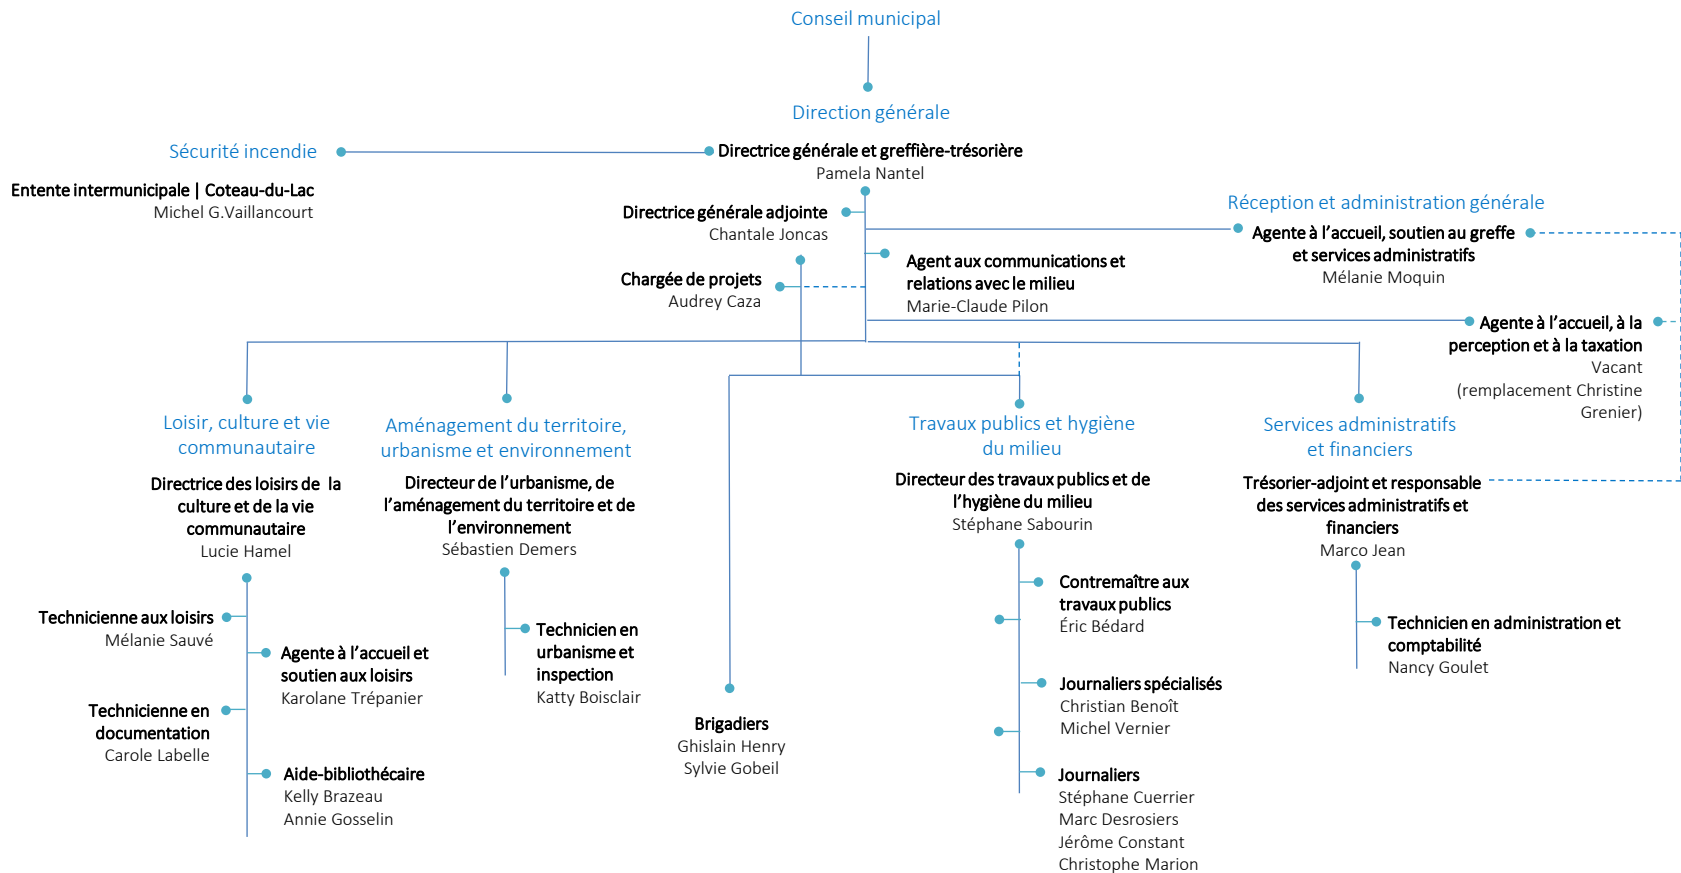 Conseil municipal
Direction générale
Directrice générale et greffière-trésorière
Pamela Nantel
Sécurité incendie
Entente intermunicipale | Coteau-du-Lac
Michel G.Vaillancourt
Directrice générale adjointe
Chantale Joncas
Chargée de projets
Audrey Caza
Agent aux communications et
relations avec le milieu
Marie-Claude Pilon
Réception et administration générale
Agente à l'accueil, soutien au greffe
et services administratifs
Mélanie Moquin
Agente à l'accueil, à la
perception et à la taxation
Vacant
(remplacement Christine
Grenier)
Loisir, culture et vie
communautaire
Directrice des loisirs de  la
culture et de la vie
communautaire
Lucie Hamel
Technicienne aux loisirs
Mélanie Sauvé
Agente à l'accueil et
soutien aux loisirs
Karolane Trépanier
Technicienne en
documentation
Carole Labelle
Aide-bibliothécaire
Kelly Brazeau
Annie Gosselin
Aménagement du territoire,
urbanisme et environnement
Directeur de l'urbanisme, de
l'aménagement du territoire et de
l'environnement
Sébastien Demers
Technicien en
urbanisme et
inspection
Katty Boisclair
Brigadiers
Ghislain Henry
Sylvie Gobeil
Travaux publics et hygiène
du milieu
Directeur des travaux publics et de
l'hygiène du milieu
Stéphane Sabourin
Contremaître aux
travaux publics
Éric Bédard
Journaliers spécialisés
Christian Benoît
Michel Vernier
Journaliers
Stéphane Cuerrier
Marc Desrosiers
Jérôme Constant
Christophe Marion
Services administratifs
et financiers
Trésorier-adjoint et responsable
des services administratifs et
financiers
Marco Jean
Technicien en administration et
comptabilité
Nancy Goulet